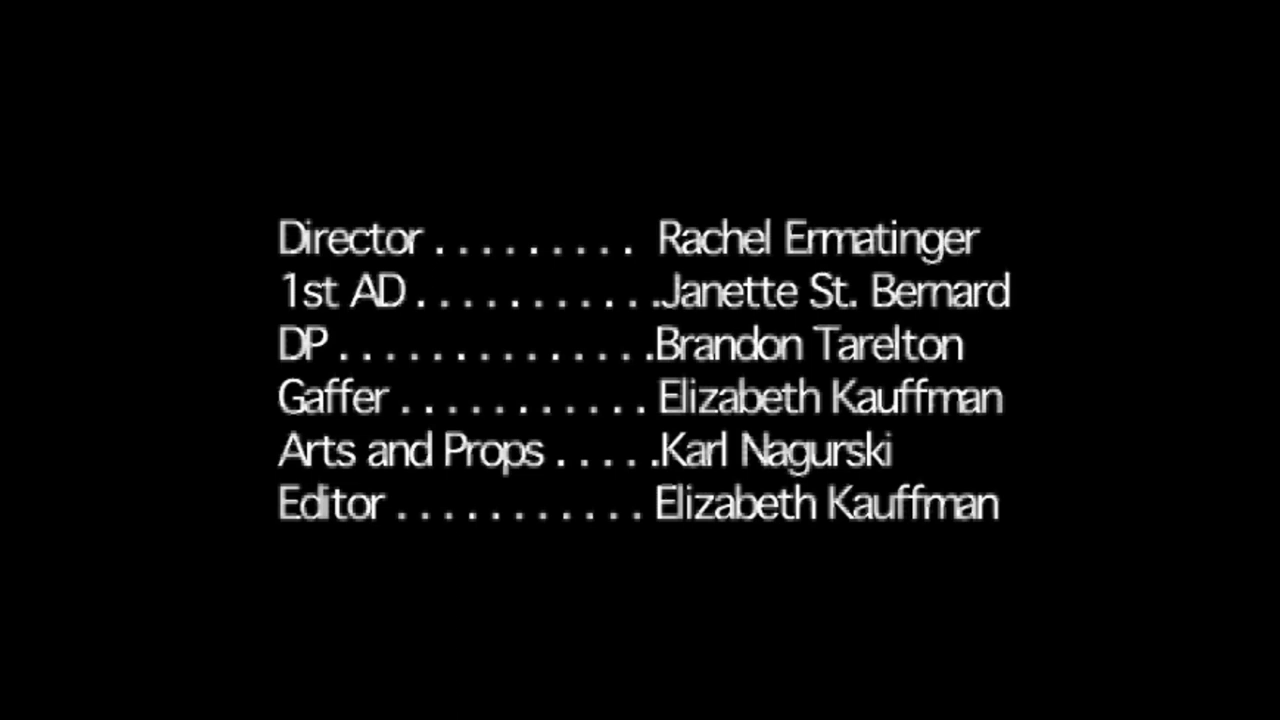 Director . . . . . . . . . Rachel Ermatinger
1st AD . . . . . . . . . . .Janette St. Bernard
DP . . . . . . . . . . . . . .Brandon Tarelton
Gaffer . . . . . . . . . . . Elizabeth Kauffman
Arts and Props . . . . .Karl Nagurski
Editor . . . . . . . . . . . Elizabeth Kauffman